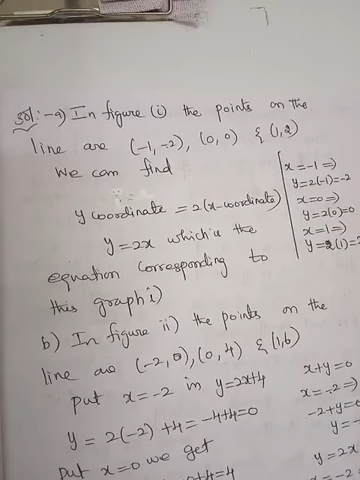 :- a) In figure (i) the points on the
line are (-1, -2), (0, 0) & (1, 2)
We can find
y coordinate = 2(x-coordinate)
y = 2x which is the
equation corresponding to
this graph i)
x = -1 =>
y = 2(-1) = -2
x = 0 =>
y = 2(0) = 0
x = 1 =>
y = 2(1) =
b) In figure ii) the points on the
line are (-2, 0), (0, 4) & (1, 6)
put x = -2 in y = 2x+4
y = 2(-2) + 4 = -4+4 = 0
put x = 0 we get
+4 = 4
x + y = 0
x = -2 =>
-2 + y = 
y = 
y = 2x
x = -2